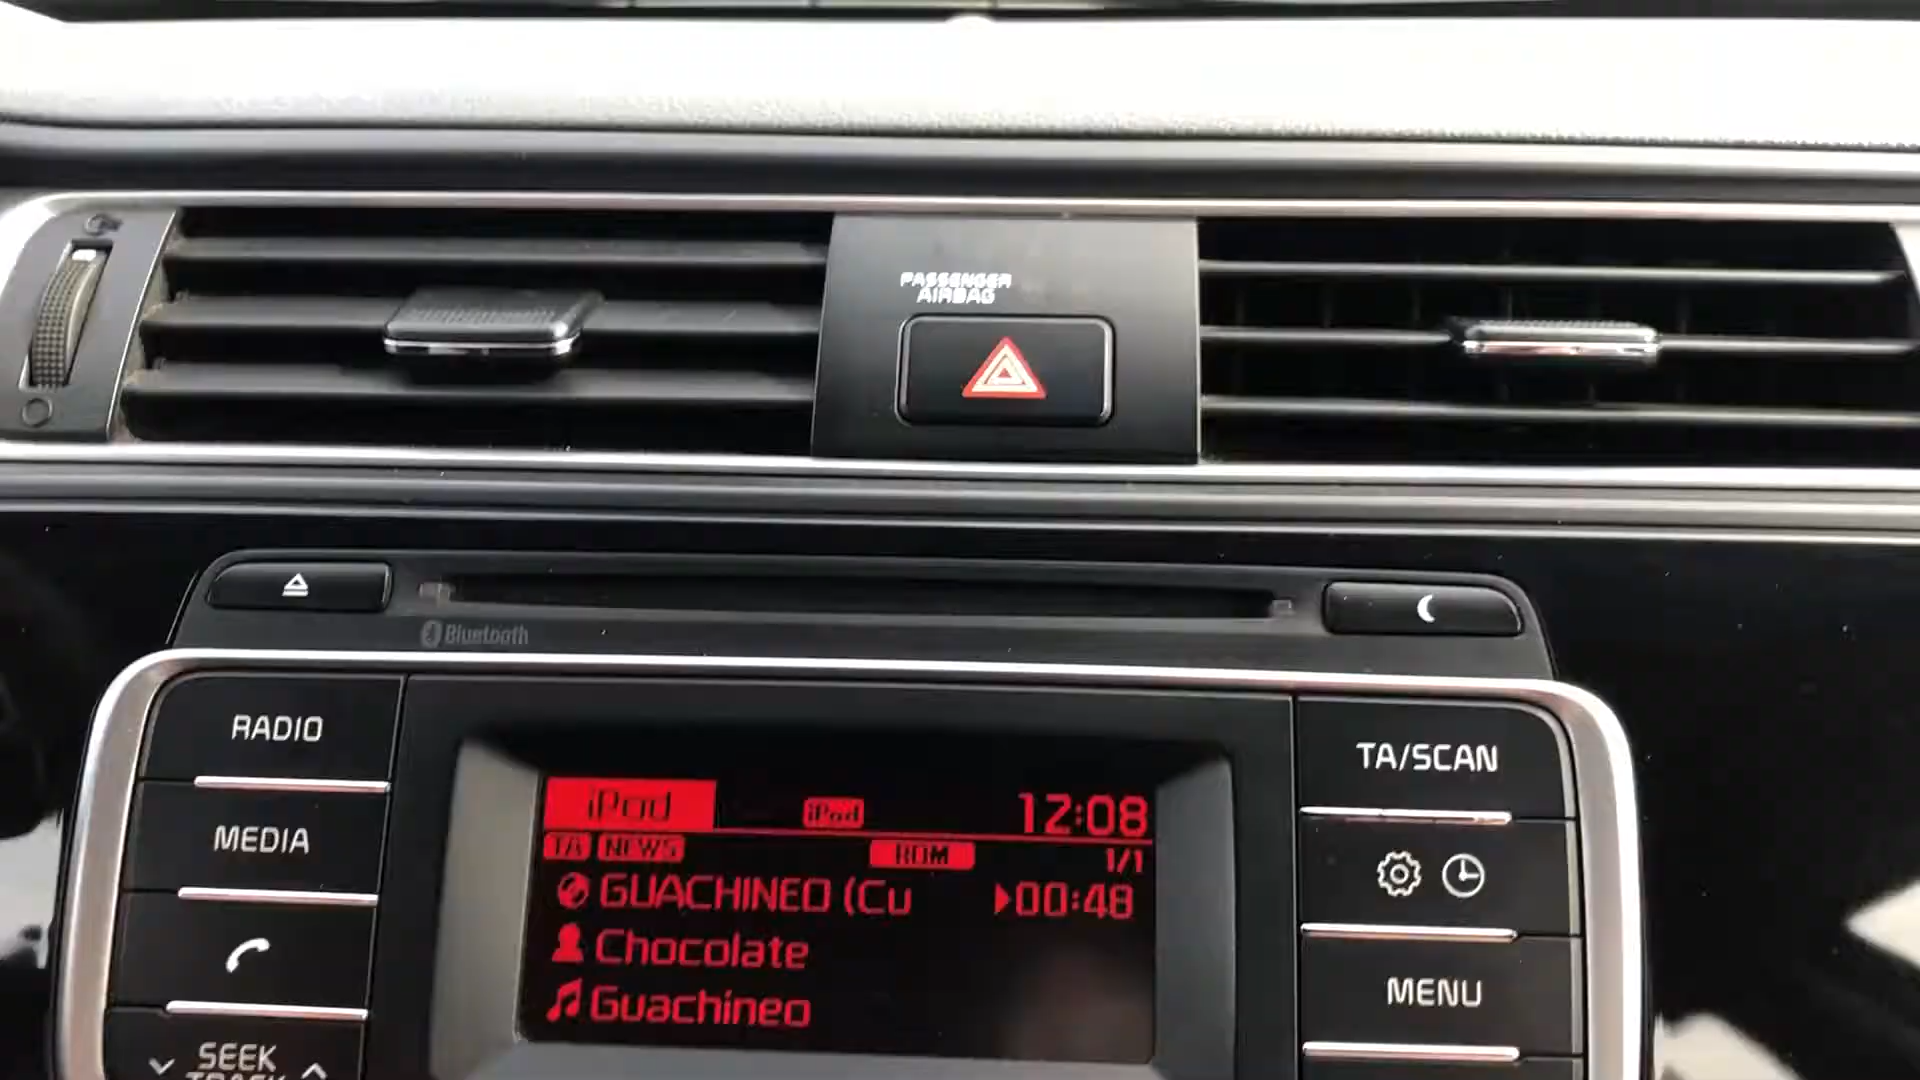 PASSENGER
AIRBAG
Bluetooth
RADIO
MEDIA
SEEK
TRACK
iPod iPod 12:08
TA NEWS RDM 1/1
GUACHINEO (Cu 00:48
Chocolate
Guachineo
TA/SCAN
MENU